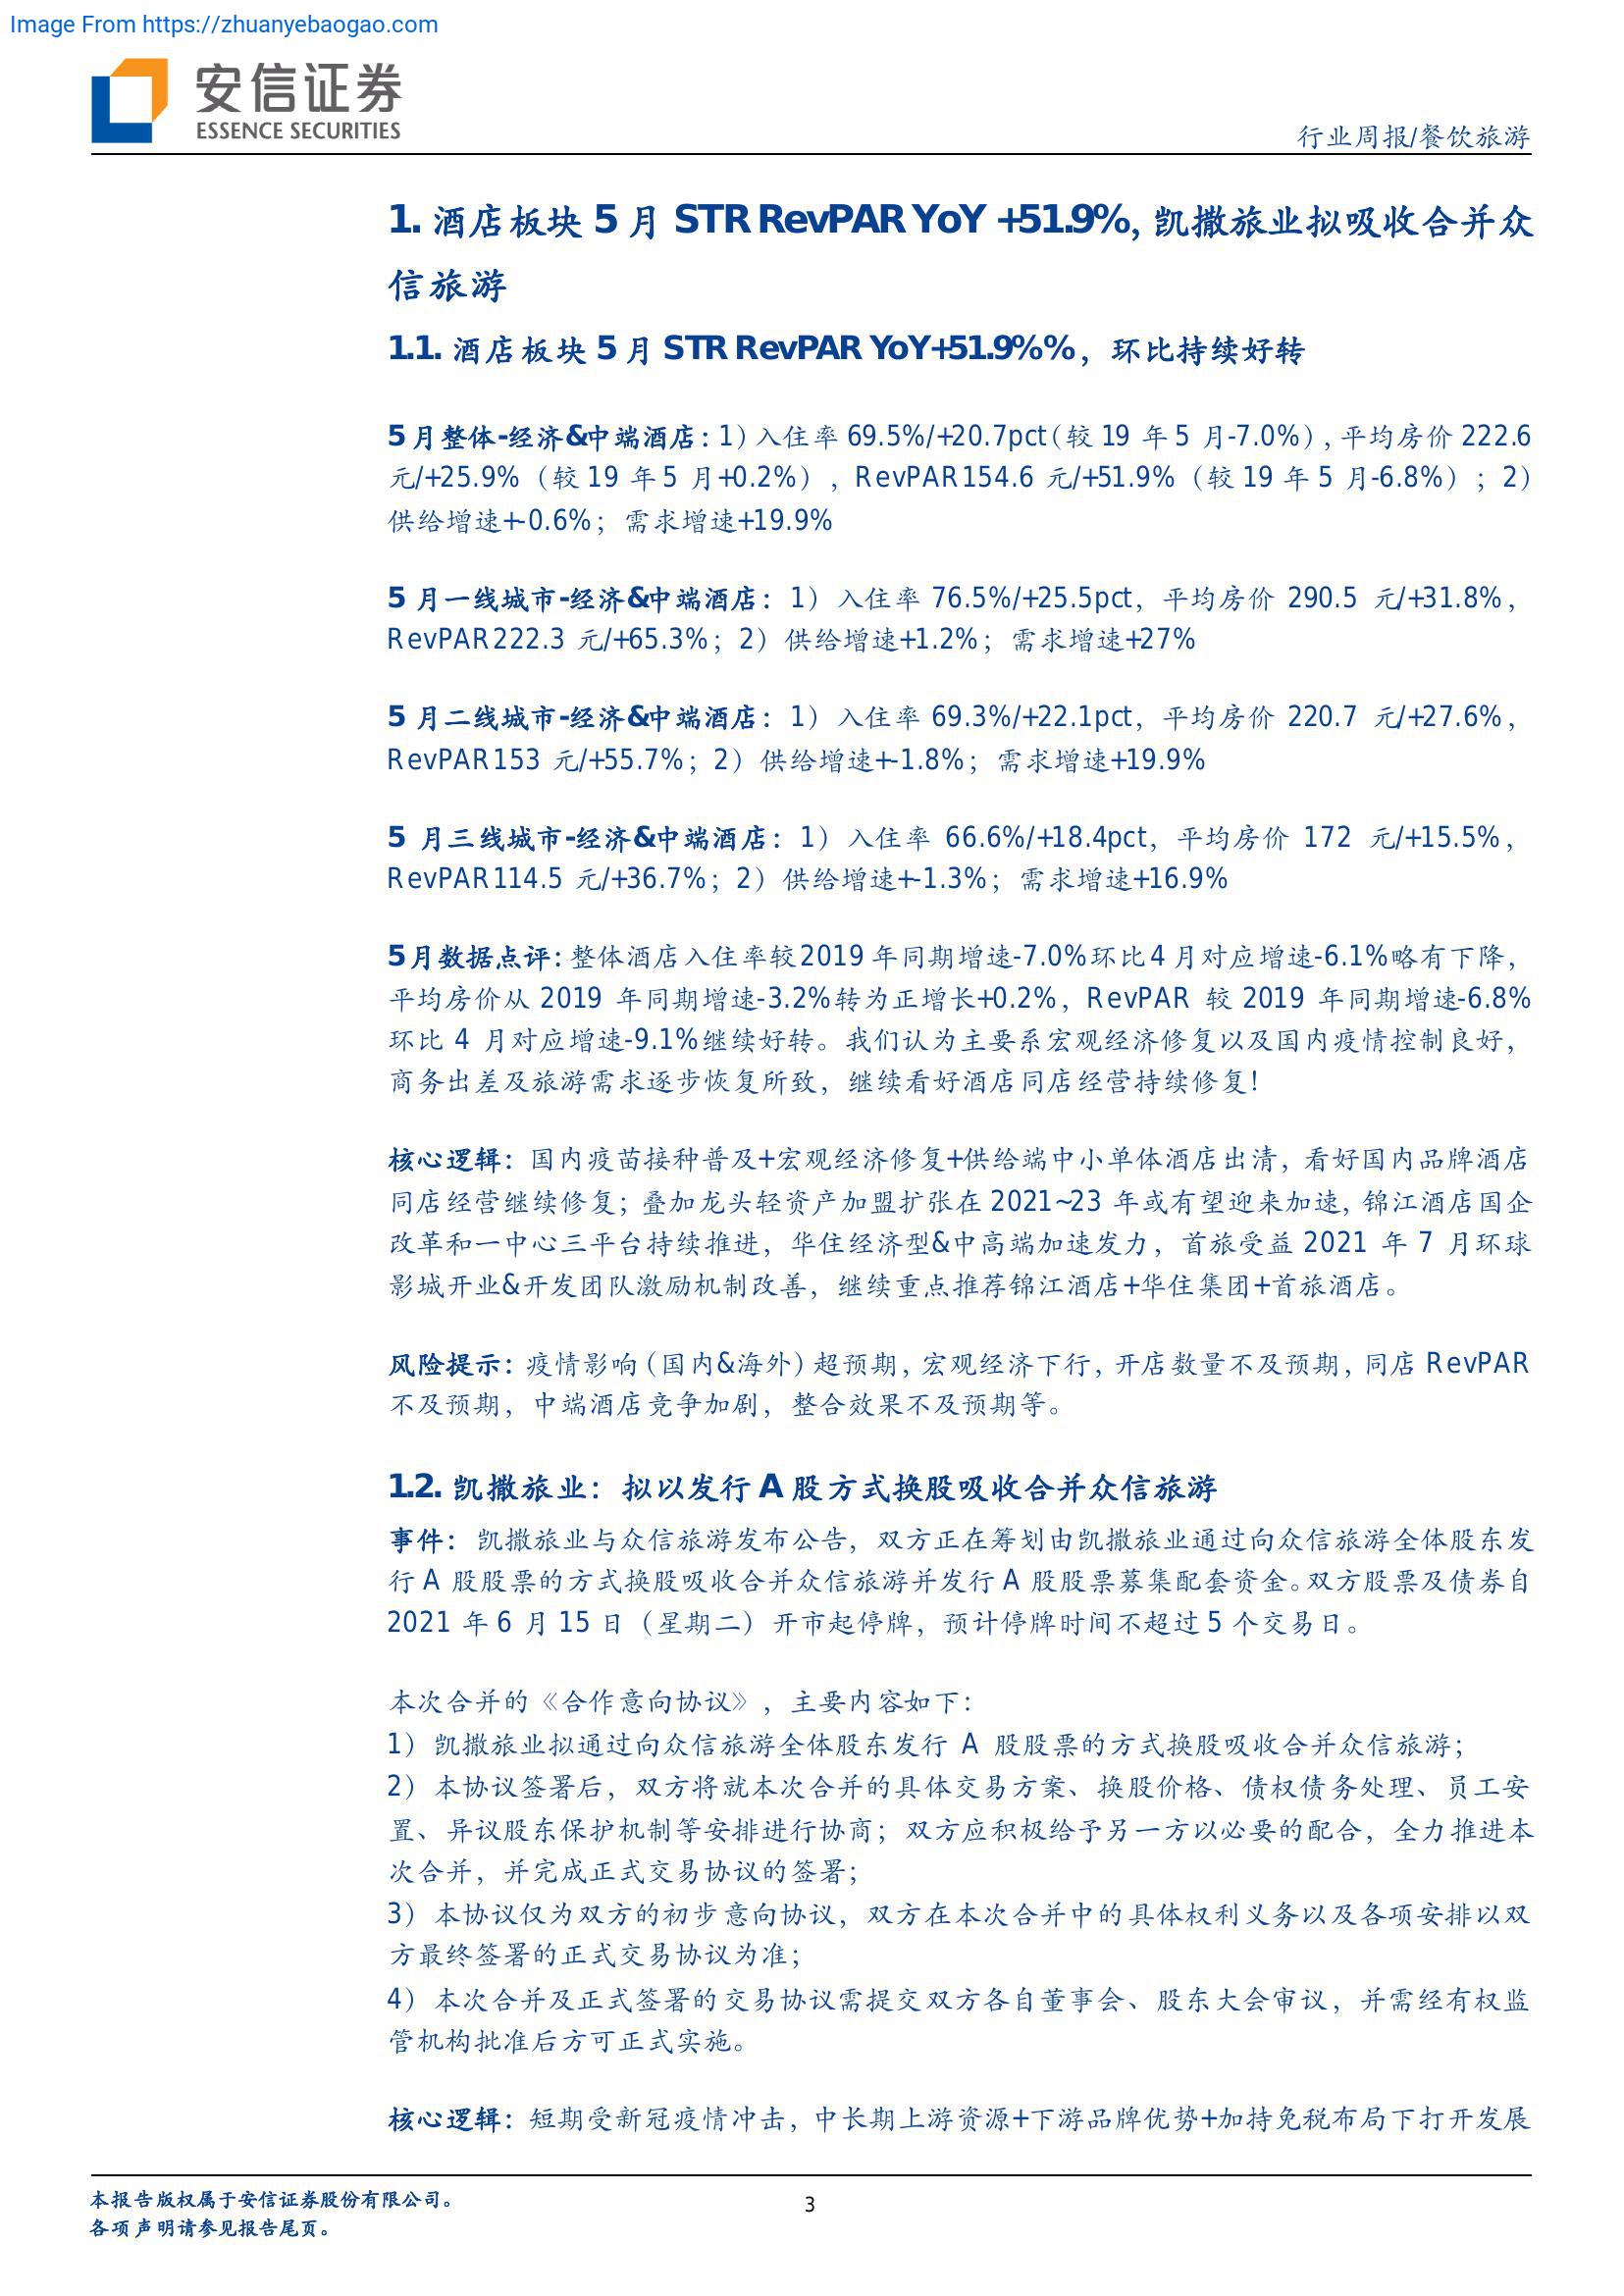 Image From https://zhuanyebaogao.com
安信证券
ESSENCE SECURITIES
行业周报/餐饮旅游
1. 酒店板块 5 月 STR RevPAR YoY +51.9%, 凯撒旅业拟吸收合并众
信旅游
1.1. 酒店板块 5 月 STR RevPAR YoY+51.9%%，环比持续好转
5 月整体-经济&中端酒店：1）入住率 69.5%/+20.7pct（较 19 年 5 月-7.0%），平均房价 222.6
元/+25.9%（较 19 年 5 月+0.2%），RevPAR154.6 元/+51.9%（较 19 年 5 月-6.8%）；2）
供给增速+-0.6%；需求增速+19.9%
5 月一线城市-经济&中端酒店：1）入住率 76.5%/+25.5pct，平均房价 290.5 元/+31.8%，
RevPAR222.3 元/+65.3%；2）供给增速+1.2%；需求增速+27%
5 月二线城市-经济&中端酒店：1）入住率 69.3%/+22.1pct，平均房价 220.7 元/+27.6%，
RevPAR153 元/+55.7%；2）供给增速+-1.8%；需求增速+19.9%
5 月三线城市-经济&中端酒店：1）入住率 66.6%/+18.4pct，平均房价 172 元/+15.5%，
RevPAR114.5 元/+36.7%；2）供给增速+-1.3%；需求增速+16.9%
5 月数据点评：整体酒店入住率较 2019 年同期增速-7.0%环比 4 月对应增速-6.1%略有下降，
平均房价从 2019 年同期增速-3.2%转为正增长+0.2%，RevPAR 较 2019 年同期增速-6.8%
环比 4 月对应增速-9.1%继续好转。我们认为主要系宏观经济修复以及国内疫情控制良好，
商务出差及旅游需求逐步恢复所致，继续看好酒店同店经营持续修复！
核心逻辑：国内疫苗接种普及+宏观经济修复+供给端中小单体酒店出清，看好国内品牌酒店
同店经营继续修复；叠加龙头轻资产加盟扩张在 2021~23 年或有望迎来加速，锦江酒店国企
改革和一中心三平台持续推进，华住经济型&中高端加速发力，首旅受益 2021 年 7 月环球
影城开业&开发团队激励机制改善，继续重点推荐锦江酒店+华住集团+首旅酒店。
风险提示：疫情影响（国内&海外）超预期，宏观经济下行，开店数量不及预期，同店 RevPAR
不及预期，中端酒店竞争加剧，整合效果不及预期等。
1.2. 凯撒旅业：拟以发行 A 股方式换股吸收合并众信旅游
事件：凯撒旅业与众信旅游发布公告，双方正在筹划由凯撒旅业通过向众信旅游全体股东发
行 A 股股票的方式换股吸收合并众信旅游并发行 A 股股票募集配套资金。双方股票及债券自
2021 年 6 月 15 日（星期二）开市起停牌，预计停牌时间不超过 5 个交易日。
本次合并的《合作意向协议》，主要内容如下：
1）凯撒旅业拟通过向众信旅游全体股东发行 A 股股票的方式换股吸收合并众信旅游；
2）本协议签署后，双方将就本次合并的具体交易方案、换股价格、债权债务处理、员工安
置、异议股东保护机制等安排进行协商；双方应积极给予另一方以必要的配合，全力推进本
次合并，并完成正式交易协议的签署；
3）本协议仅为双方的初步意向协议，双方在本次合并中的具体权利义务以及各项安排以双
方最终签署的正式交易协议为准；
4）本次合并及正式签署的交易协议需提交双方各自董事会、股东大会审议，并需经有权监
管机构批准后方可正式实施。
核心逻辑：短期受新冠疫情冲击，中长期上游资源+下游品牌优势+加持免税布局下打开发展
本报告版权属于安信证券股份有限公司。
3
各项声明请参见报告尾页。